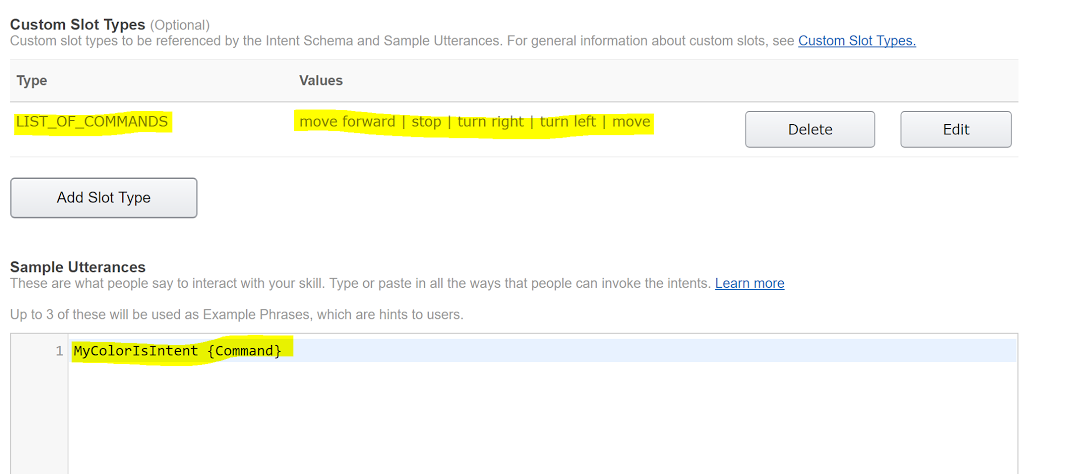 Custom Slot Types (Optional)
Custom slot types to be referenced by the Intent Schema and Sample Utterances. For general information about custom slots, see Custom Slot Types.
Type Values
LIST_OF_COMMANDS move forward | stop | turn right | turn left | move Delete Edit
Add Slot Type
Sample Utterances
These are what people say to interact with your skill. Type or paste in all the ways that people can invoke the intents. Learn more
Up to 3 of these will be used as Example Phrases, which are hints to users.
1 MyColorIsIntent {Command}